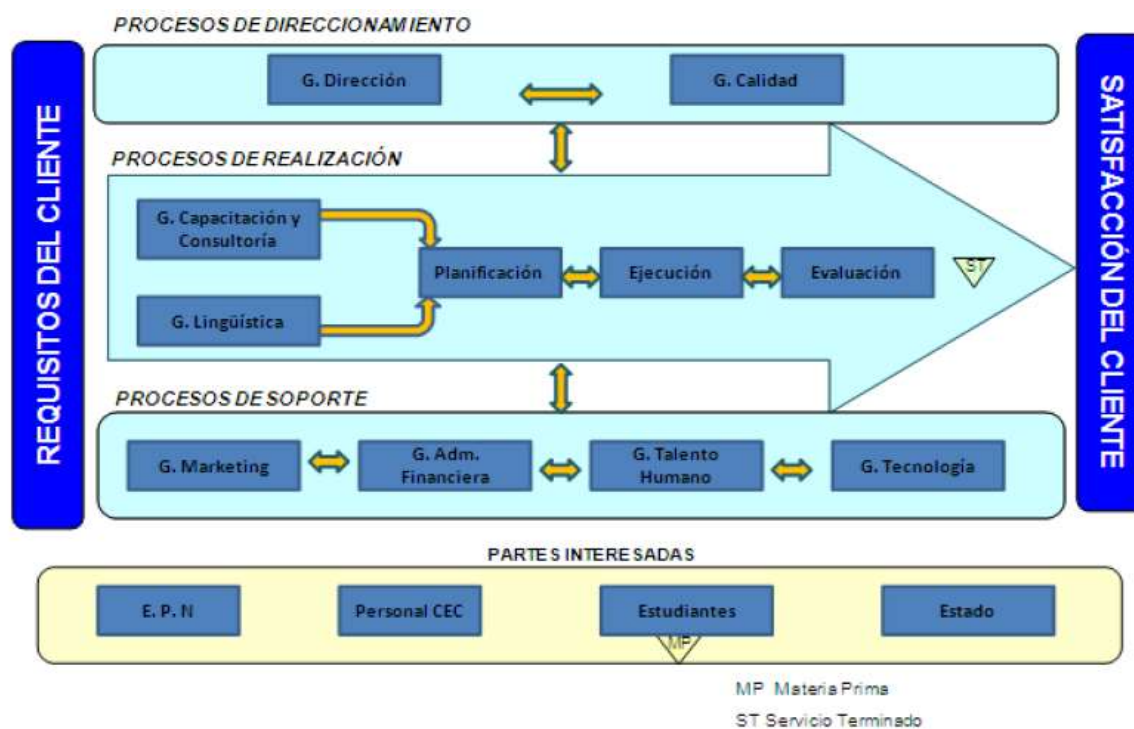 PROCESOS DE DIRECCIONAMIENTO
G. Dirección
G. Calidad
REQUISITOS DEL CLIENTE
SATISFACCIÓN DEL CLIENTE
PROCESOS DE REALIZACIÓN
G. Capacitación y
Consultoría
Planificación
Ejecución
Evaluación
ST
G. Lingüística
PROCESOS DE SOPORTE
G. Marketing
G. Adm.
Financiera
G. Talento
Humano
G. Tecnología
PARTES INTERESADAS
E. P. N
Personal CEC
Estudiantes
Estado
MP
MP Materia Prima
ST Servicio Terminado